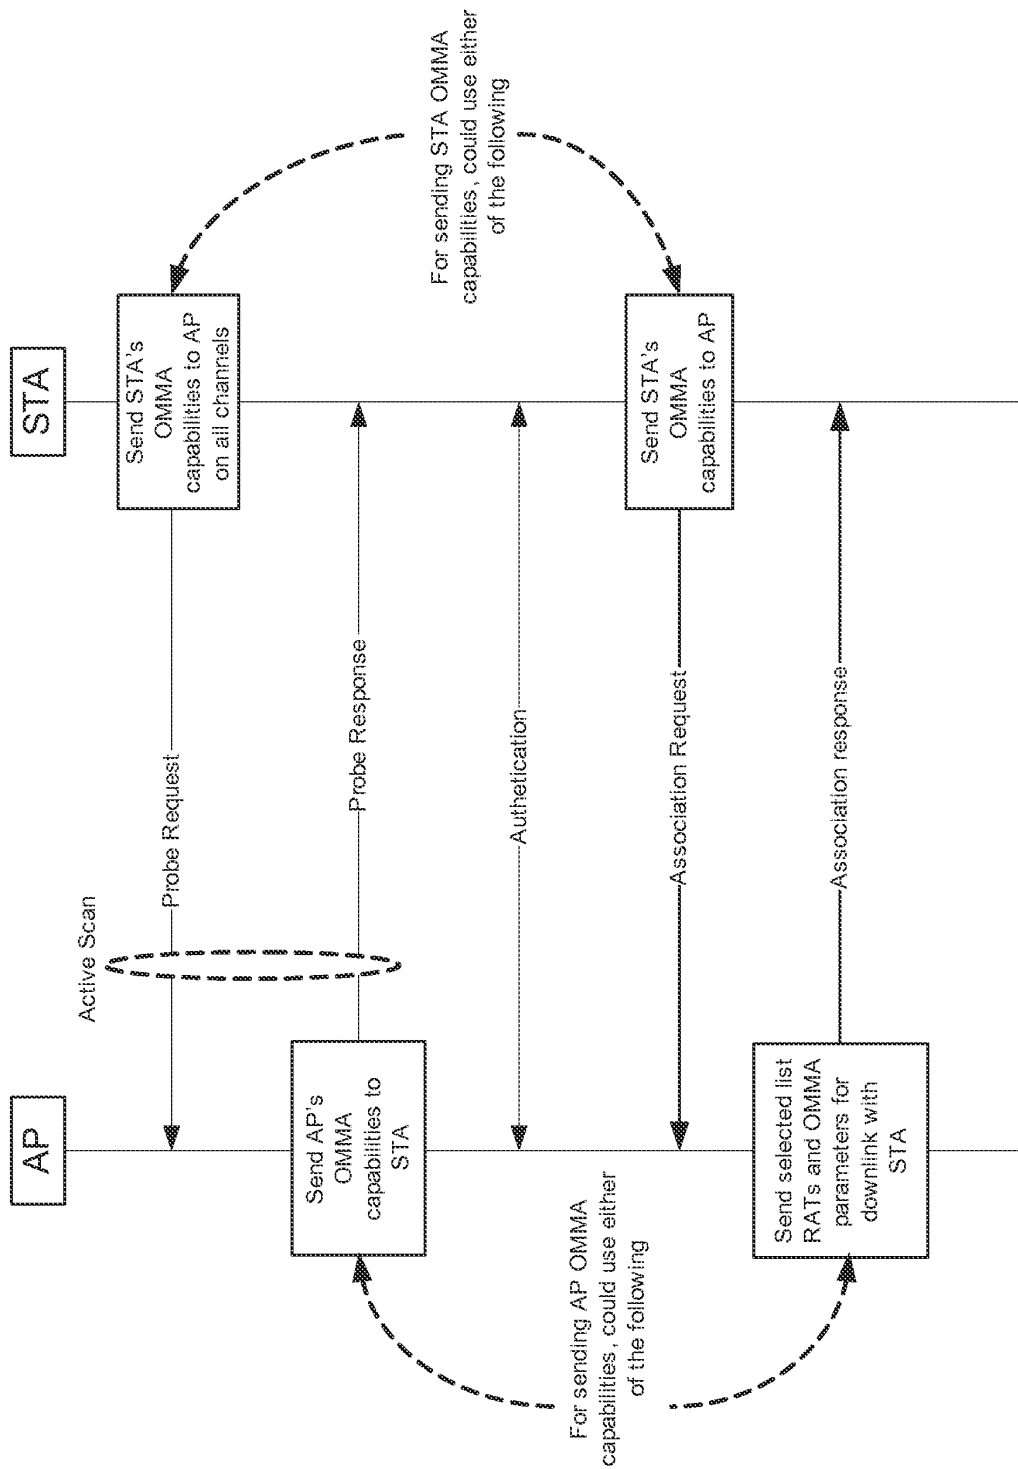 AP
STA
Active Scan
Probe Request
Send STA's
OMMA
capabilities to AP
on all channels
Send AP's
OMMA
capabilities to
STA
Probe Response
For sending STA OMMA
capabilities, could use either
of the following
Authetication
For sending AP OMMA
capabilities, could use either
of the following
Association Request
Send STA's
OMMA
capabilities to AP
Send selected list
RATs and OMMA
parameters for
downlink with
STA
Association response